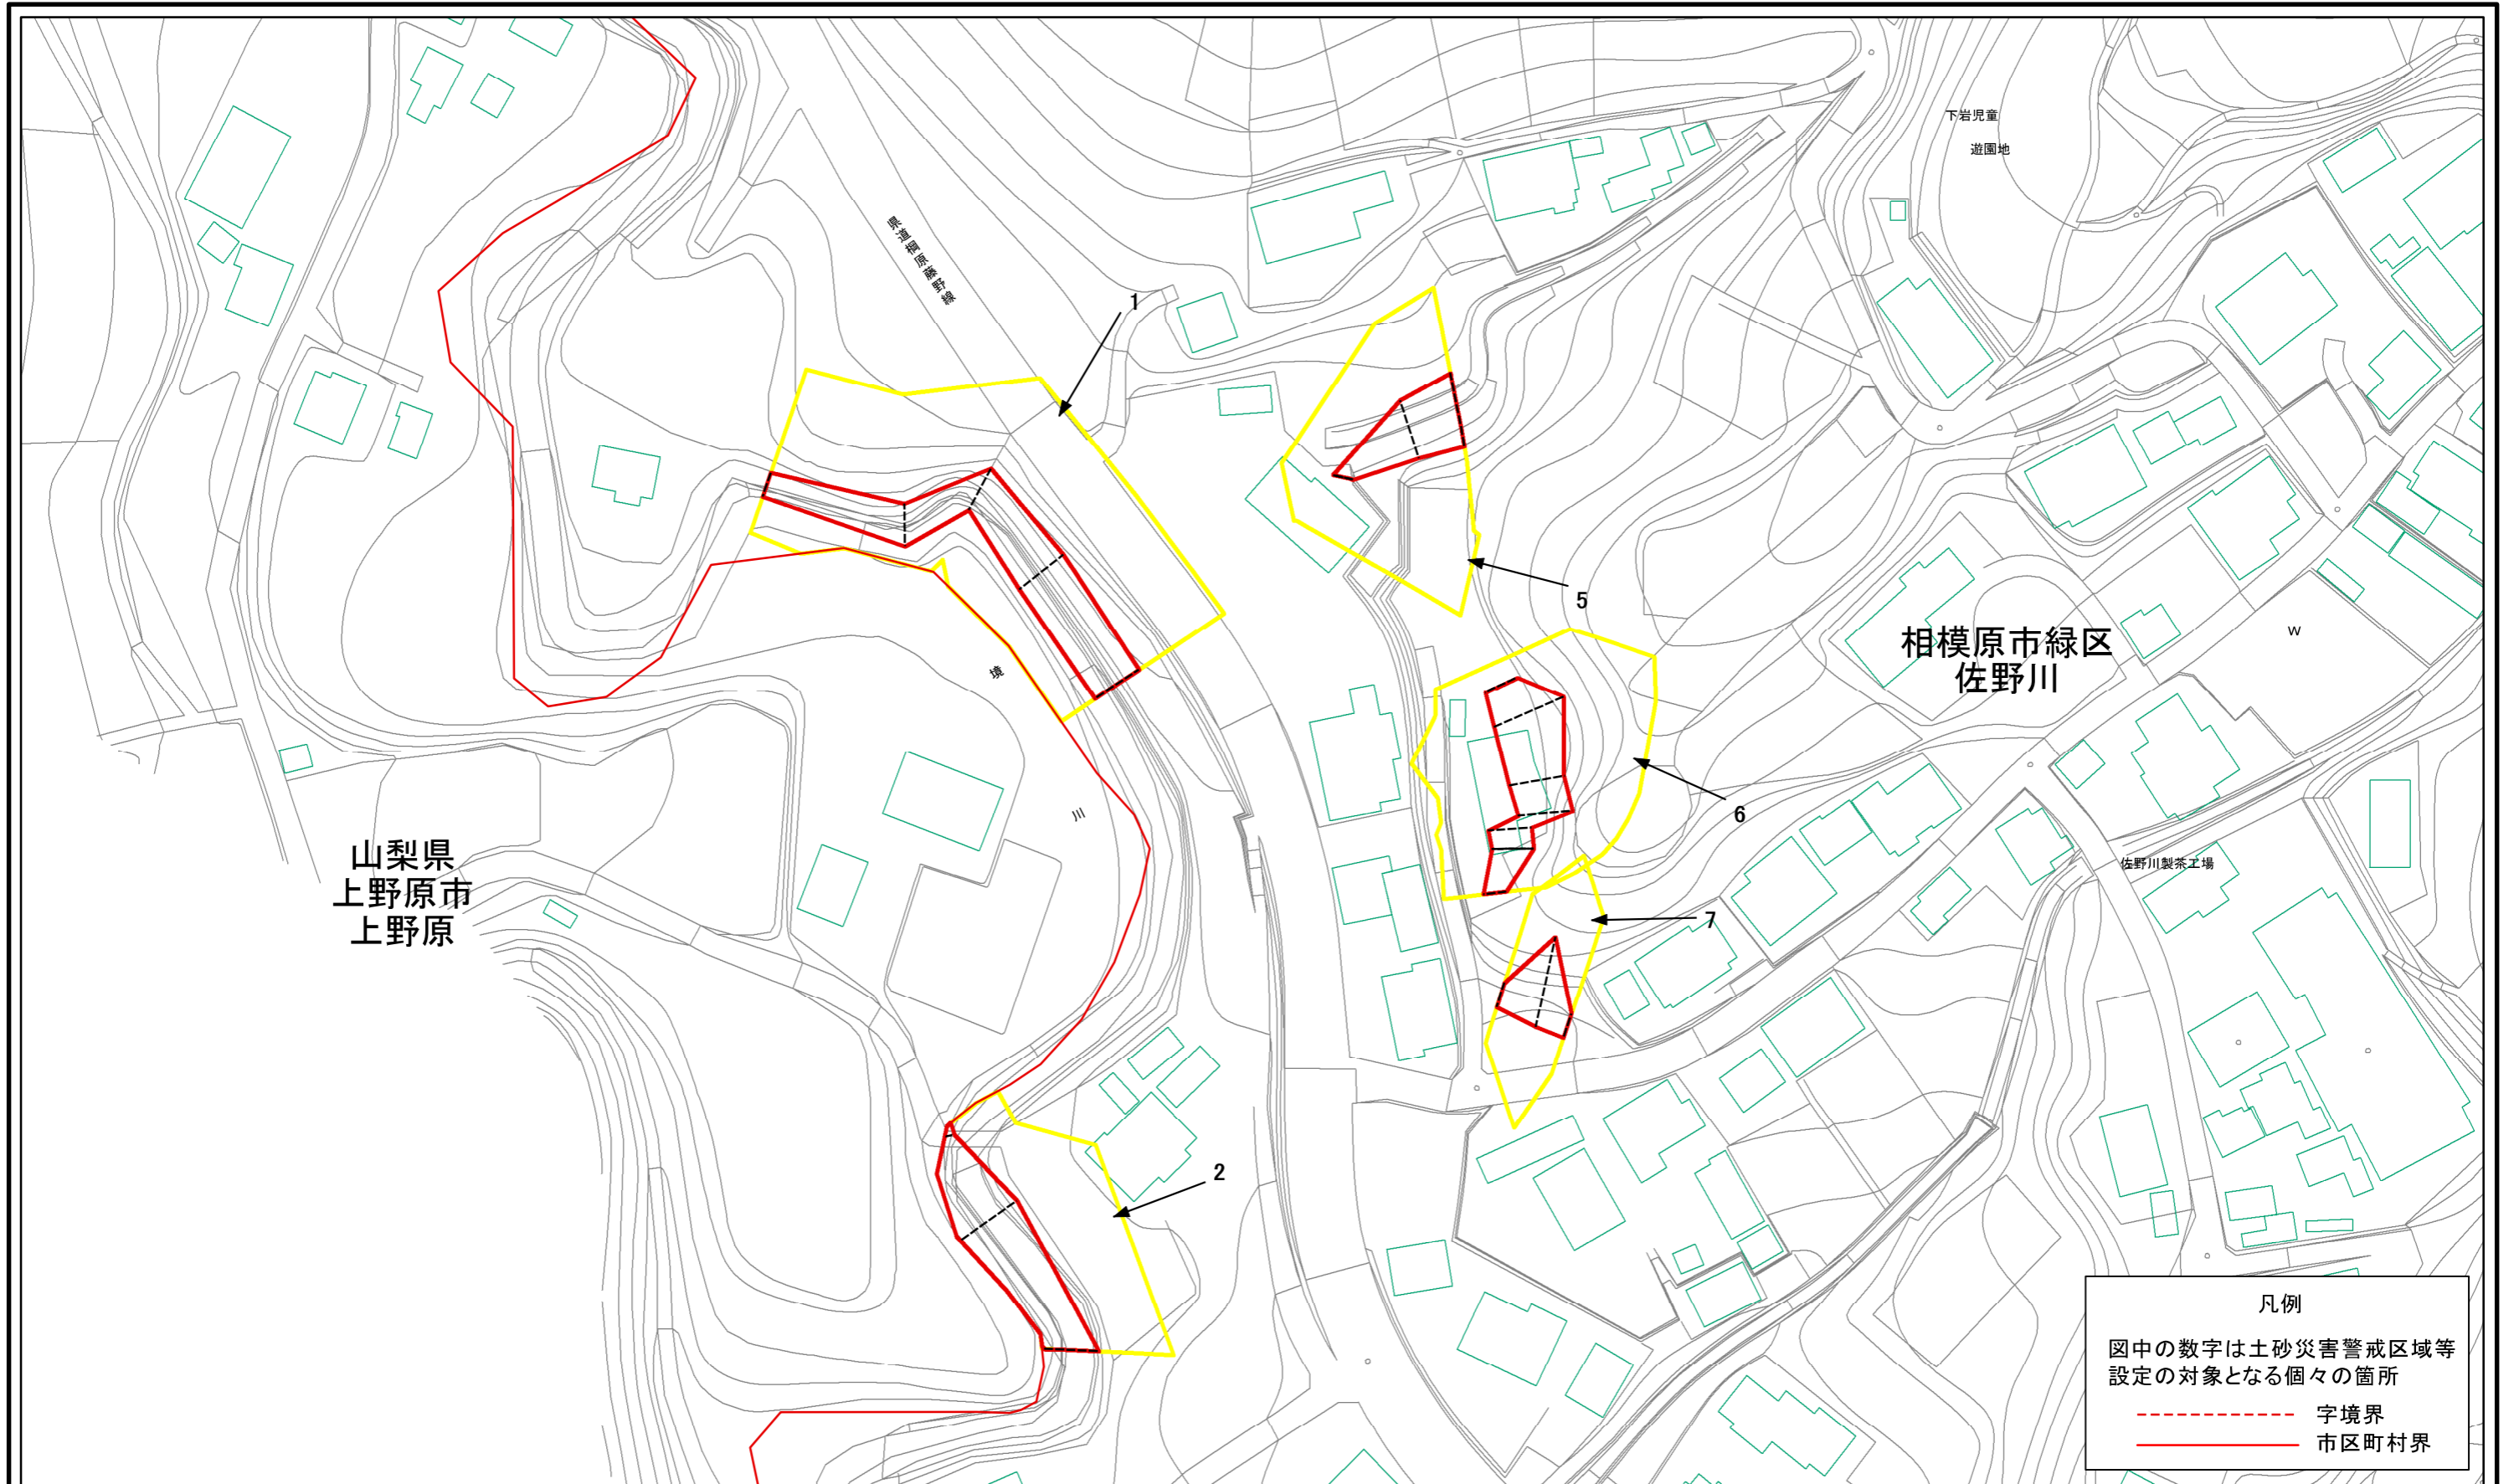 下岩児童
遊園地
県道棡原藤野線
1
5
相模原市緑区
佐野川
W
境
川
6
山梨県
上野原市
上野原
佐野川製茶工場
7
2
凡例
図中の数字は土砂災害警戒区域等
設定の対象となる個々の箇所
字境界
市区町村界